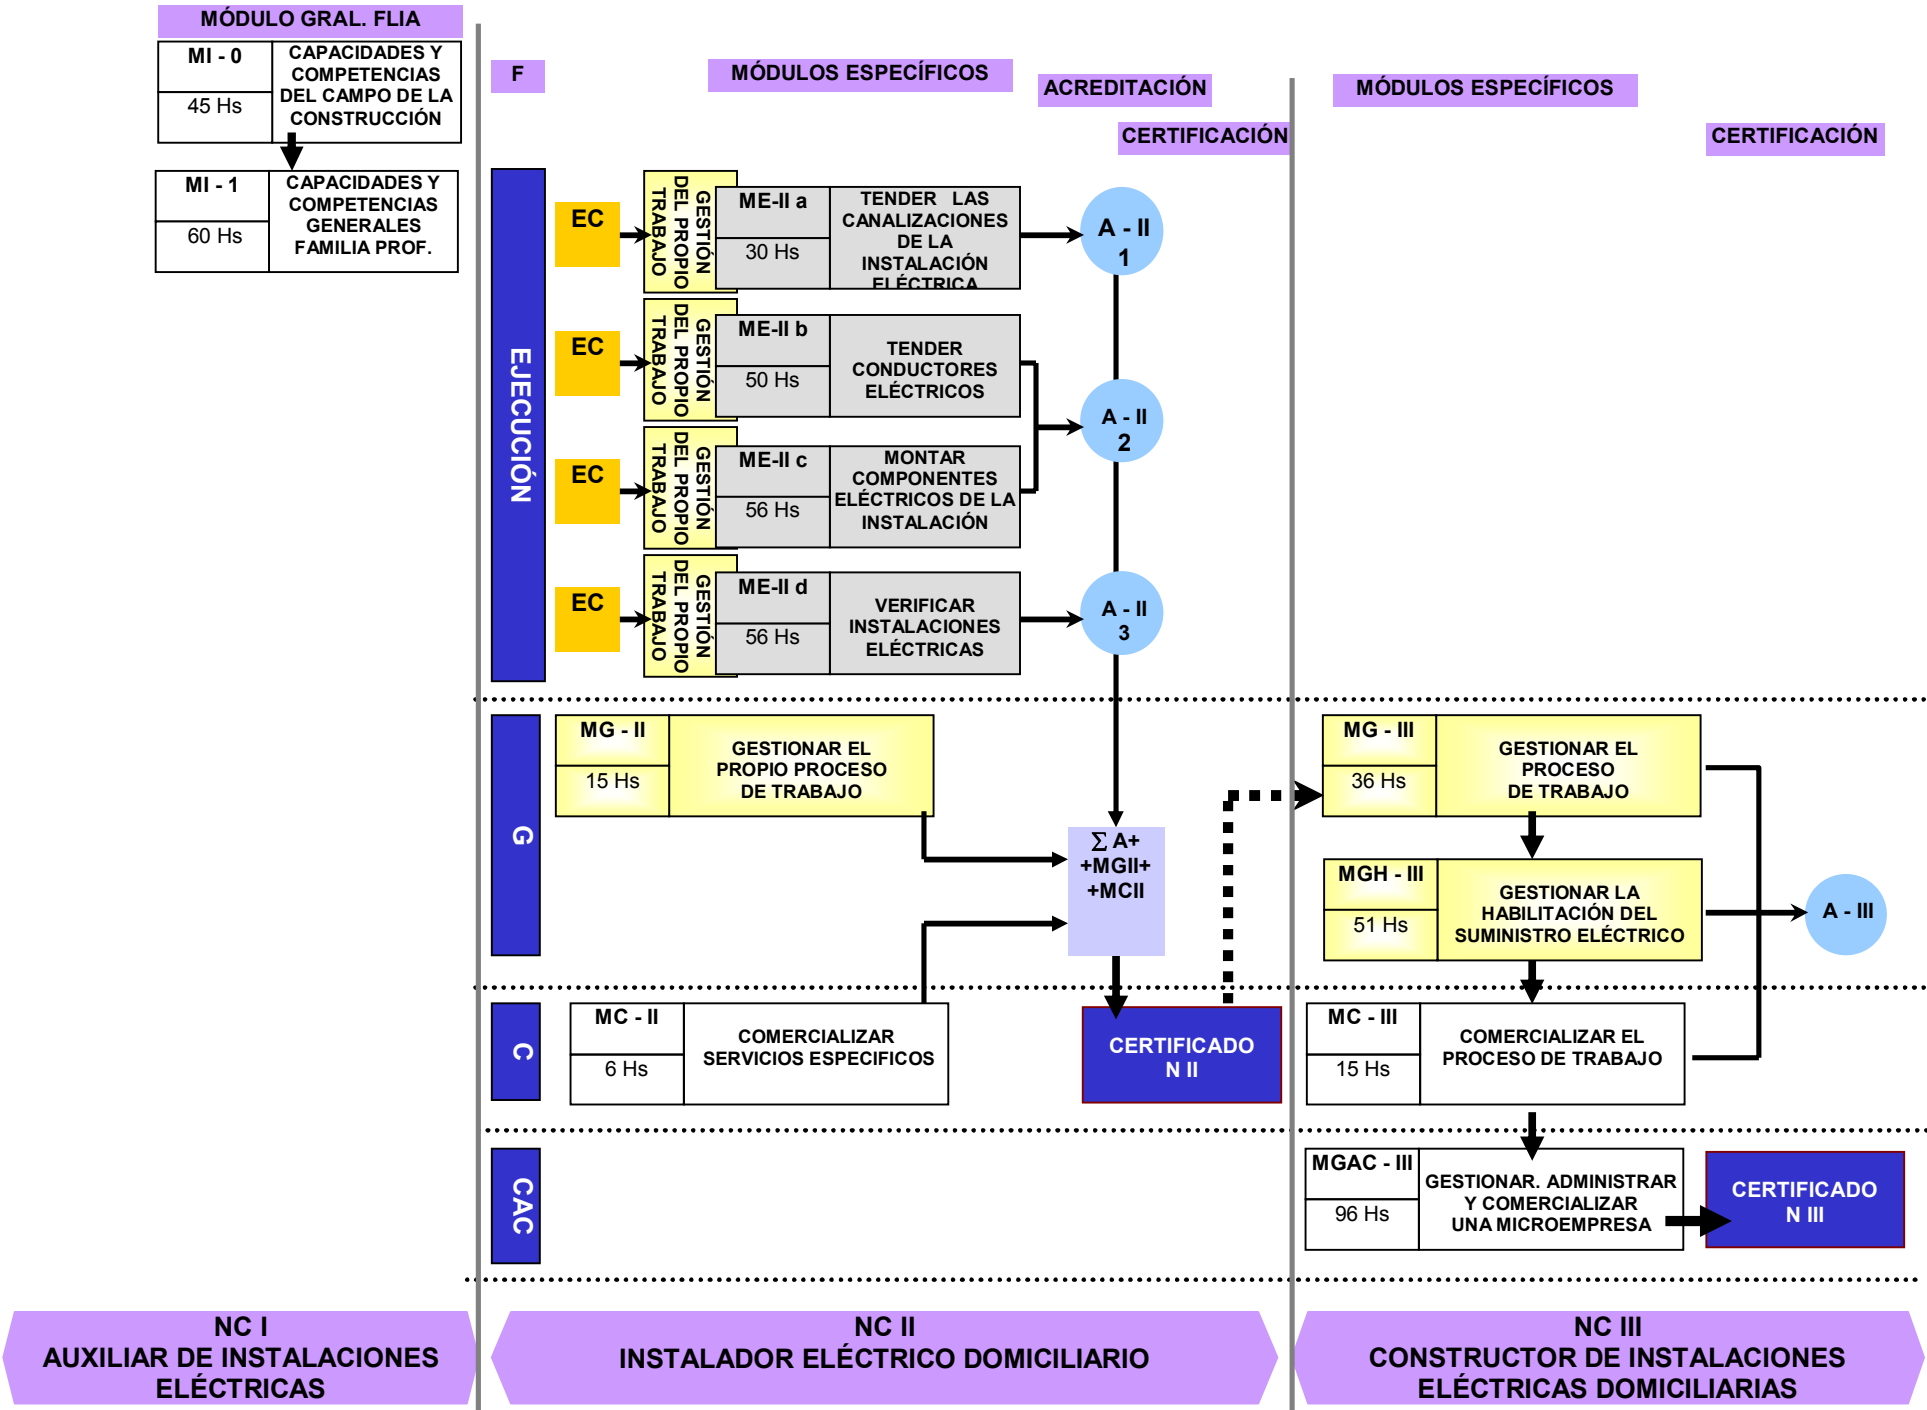 MÓDULO GRAL. FLIA
MI - 0
45 Hs
CAPACIDADES Y
COMPETENCIAS
DEL CAMPO DE LA
CONSTRUCCIÓN
MI - 1
60 Hs
CAPACIDADES Y
COMPETENCIAS
GENERALES
FAMILIA PROF.
F
MÓDULOS ESPECÍFICOS
ACREDITACIÓN
CERTIFICACIÓN
MÓDULOS ESPECÍFICOS
CERTIFICACIÓN
EJECUCIÓN
EC
GESTIÓN
DEL PROPIO
TRABAJO
ME-II a
30 Hs
TENDER LAS
CANALIZACIONES
DE LA
INSTALACIÓN
ELÉCTRICA
A - II
1
EC
GESTIÓN
DEL PROPIO
TRABAJO
ME-II b
50 Hs
TENDER
CONDUCTORES
ELÉCTRICOS
A - II
2
EC
GESTIÓN
DEL PROPIO
TRABAJO
ME-II c
56 Hs
MONTAR
COMPONENTES
ELÉCTRICOS DE LA
INSTALACIÓN
EC
GESTIÓN
DEL PROPIO
TRABAJO
ME-II d
56 Hs
VERIFICAR
INSTALACIONES
ELÉCTRICAS
A - II
3
G
MG - II
15 Hs
GESTIONAR EL
PROPIO PROCESO
DE TRABAJO
Σ A+
+MGII+
+MCII
MG - III
36 Hs
GESTIONAR EL
PROCESO
DE TRABAJO
MGH - III
51 Hs
GESTIONAR LA
HABILITACIÓN DEL
SUMINISTRO ELÉCTRICO
A - III
C
MC - II
6 Hs
COMERCIALIZAR
SERVICIOS ESPECIFICOS
CERTIFICADO
N II
MC - III
15 Hs
COMERCIALIZAR EL
PROCESO DE TRABAJO
CAC
MGAC - III
96 Hs
GESTIONAR. ADMINISTRAR
Y COMERCIALIZAR
UNA MICROEMPRESA
CERTIFICADO
N III
NC I
AUXILIAR DE INSTALACIONES
ELÉCTRICAS
NC II
INSTALADOR ELÉCTRICO DOMICILIARIO
NC III
CONSTRUCTOR DE INSTALACIONES
ELÉCTRICAS DOMICILIARIAS